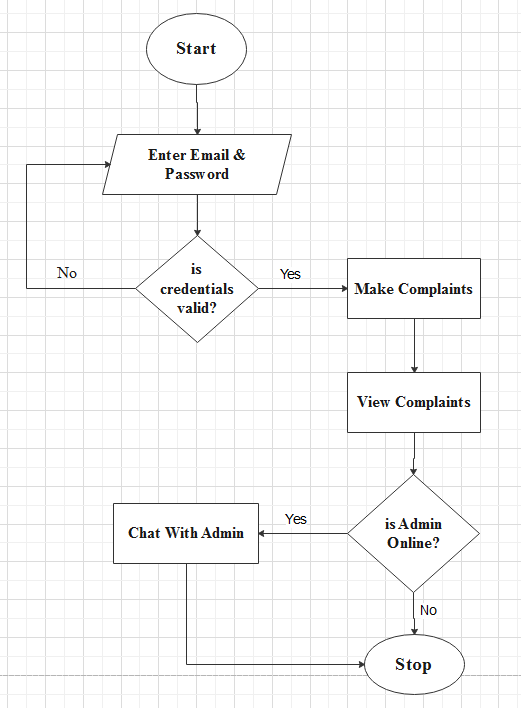 Start
Enter Email &
Password
is
credentials
valid?
No
Yes
Make Complaints
View Complaints
is Admin
Online?
Yes
Chat With Admin
No
Stop